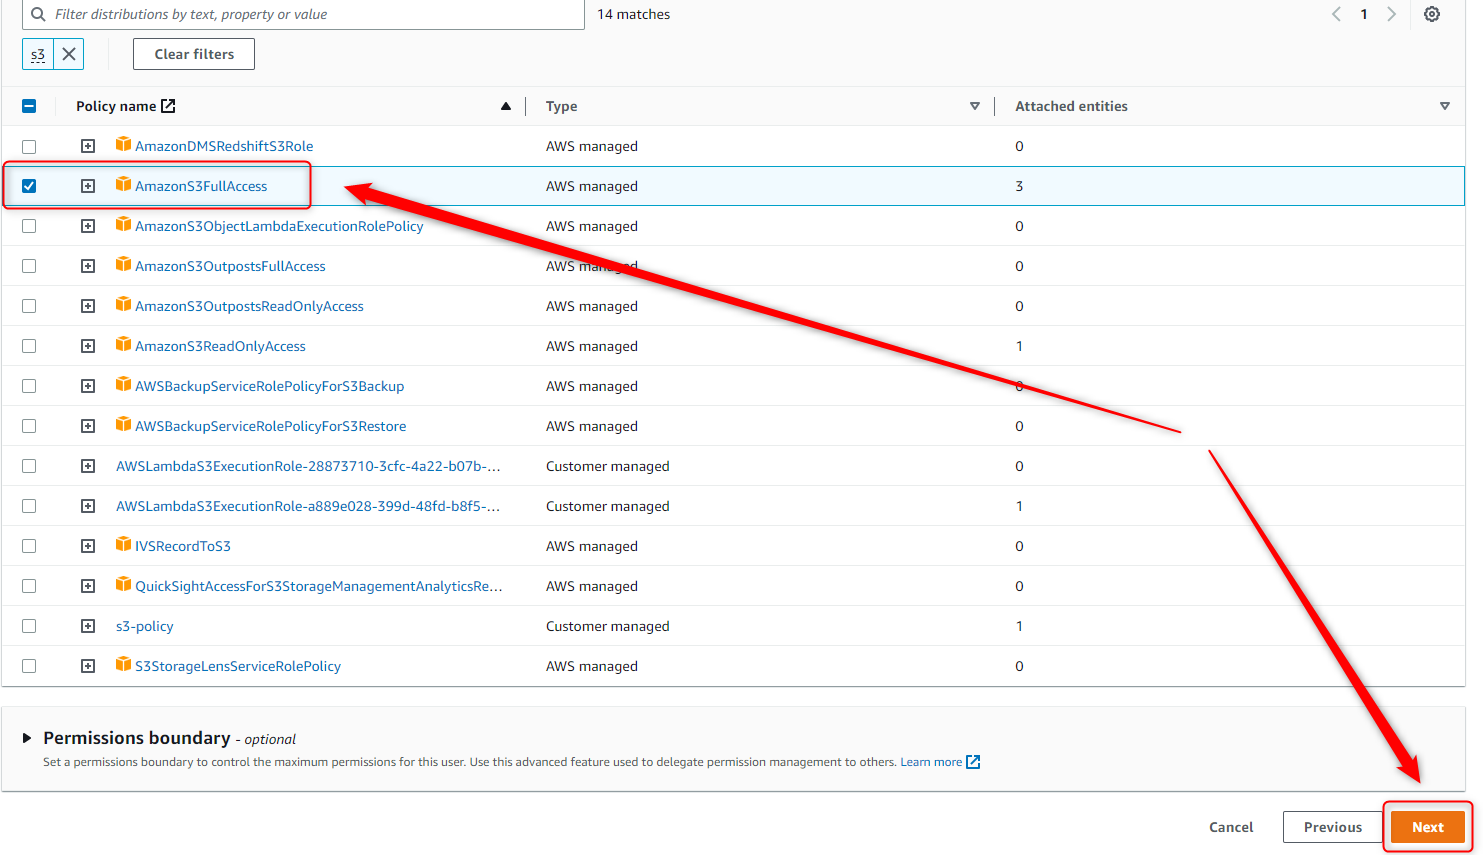 Filter distributions by text, property or value 14 matches 1
s3 Clear filters
Policy name Type Attached entities
AmazonDMSRedshiftS3Role AWS managed 0
AmazonS3FullAccess AWS managed 3
AmazonS3ObjectLambdaExecutionRolePolicy AWS managed 0
AmazonS3OutpostsFullAccess AWS managed 0
AmazonS3OutpostsReadOnlyAccess AWS managed 0
AmazonS3ReadOnlyAccess AWS managed 1
AWSBackupServiceRolePolicyForS3Backup AWS managed 0
AWSBackupServiceRolePolicyForS3Restore AWS managed 0
AWSLambdaS3ExecutionRole-28873710-3cfc-4a22-b07b-... Customer managed 0
AWSLambdaS3ExecutionRole-a889e028-399d-48fd-b8f5-... Customer managed 1
IVSRecordToS3 AWS managed 0
QuickSightAccessForS3StorageManagementAnalyticsRe... AWS managed 0
s3-policy Customer managed 1
S3StorageLensServiceRolePolicy AWS managed 0
Permissions boundary - optional
Set a permissions boundary to control the maximum permissions for this user. Use this advanced feature used to delegate permission management to others. Learn more
Cancel Previous Next